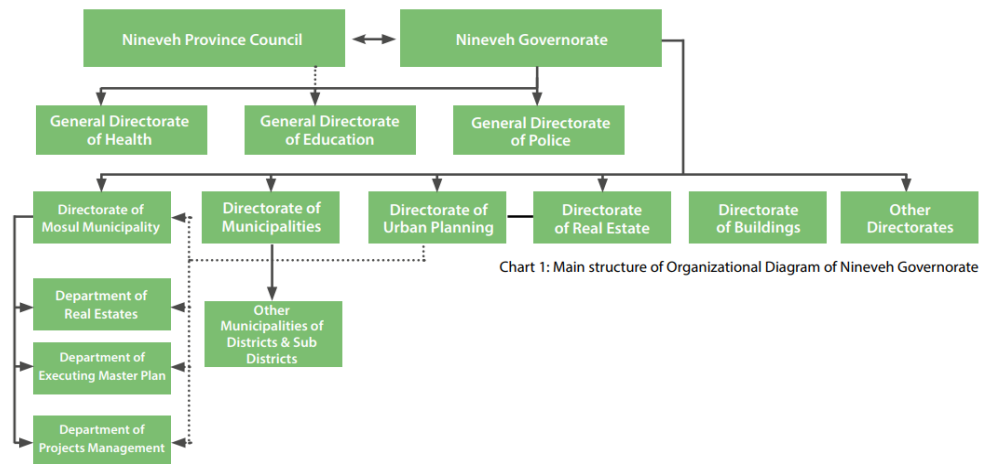 Nineveh Province Council
Nineveh Governorate
General Directorate
of Health
General Directorate
of Education
General Directorate
of Police
Directorate of
Mosul Municipality
Directorate of
Municipalities
Directorate of
Urban Planning
Directorate
of Real Estate
Directorate
of Buildings
Other
Directorates
Chart 1: Main structure of Organizational Diagram of Nineveh Governorate
Department of
Real Estates
Other
Municipalities of
Districts & Sub
Districts
Department of
Executing Master Plan
Department of
Projects Management